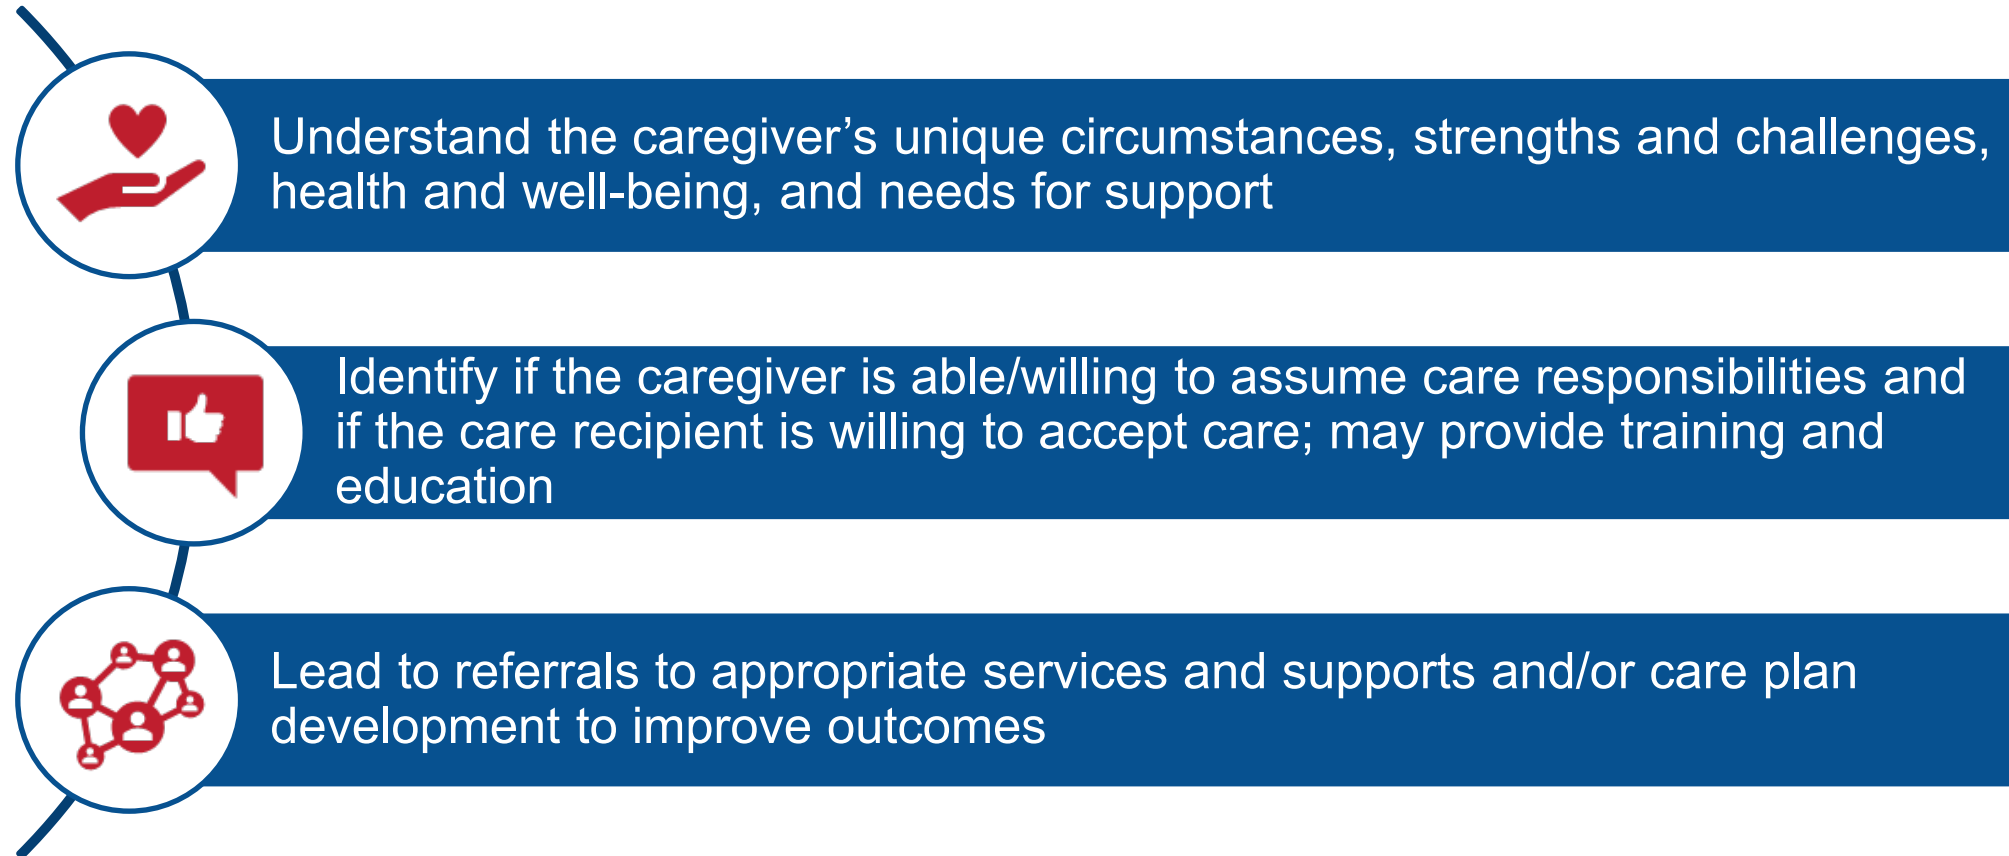 Understand the caregiver’s unique circumstances, strengths and challenges,
health and well-being, and needs for support
Identify if the caregiver is able/willing to assume care responsibilities and
if the care recipient is willing to accept care; may provide training and
education
Lead to referrals to appropriate services and supports and/or care plan
development to improve outcomes